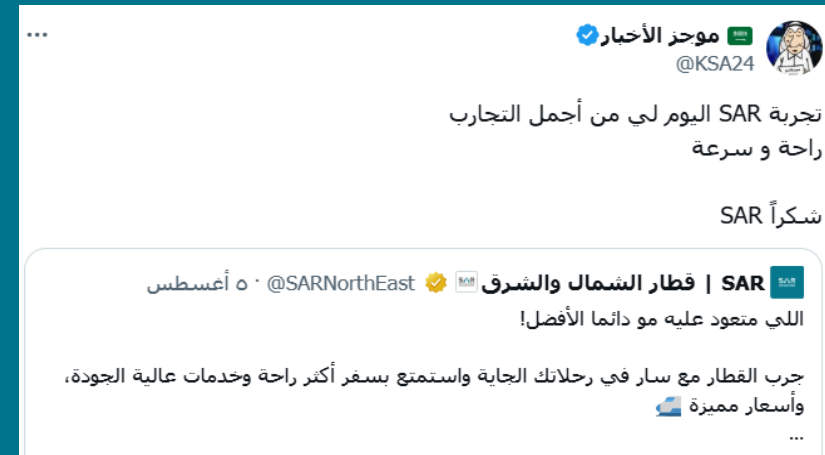 موجز الأخبار
@KSA24
تجربة SAR اليوم لي من أجمل التجارب
راحة و سرعة
شكراً SAR
SAR | قطار الشمال والشرق @SARNorthEast · ٥ أغسطس
اللي متعود عليه مو دائما الأفضل!
جرب القطار مع سار في رحلاتك الجاية واستمتع بسفر أكثر راحة وخدمات عالية الجودة،
وأسعار مميزة 🚅
...